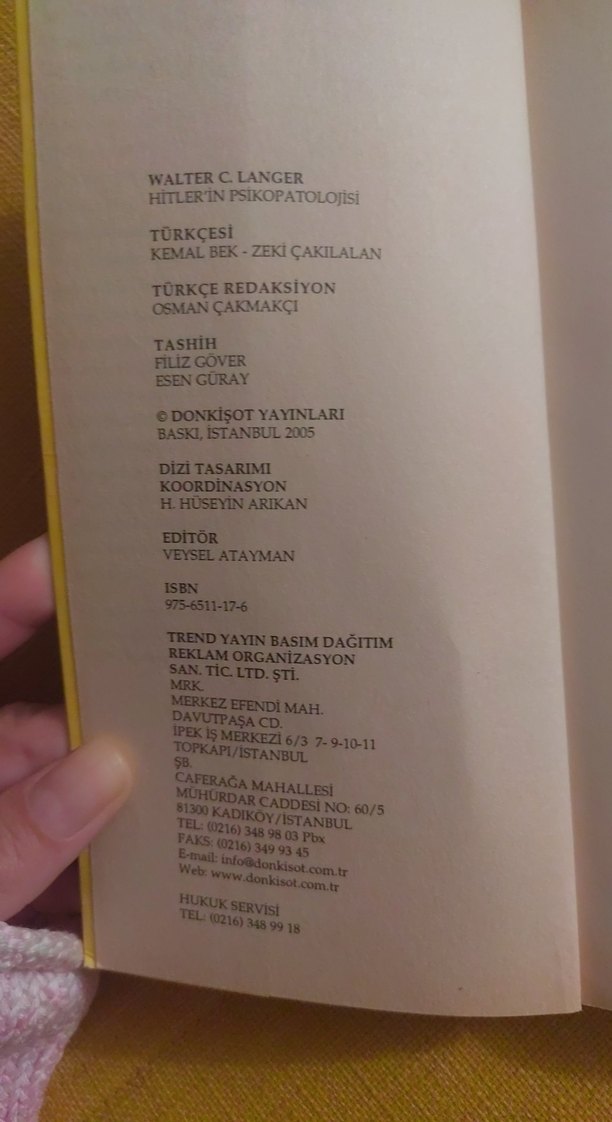 WALTER C. LANGER
HİTLER'İN PSİKOPATOLOJİSİ
TÜRKÇESİ
KEMAL BEK - ZEKİ ÇAKILALAN
TÜRKÇE REDAKSİYON
OSMAN ÇAKMAKÇI
TASHİH
FİLİZ GÖVER
ESEN GÜRAY
© DONKİŞOT YAYINLARI
BASKI, İSTANBUL 2005
DİZİ TASARIMI
KOORDİNASYON
H. HÜSEYİN ARIKAN
EDİTÖR
VEYSEL ATAYMAN
ISBN
975-6511-17-6
TREND YAYIN BASIM DAĞITIM
REKLAM ORGANİZASYON
SAN. TİC. LTD. ŞTİ.
MRK.
MERKEZ EFENDİ MAH.
DAVUTPAŞA CD.
İPEK İŞ MERKEZİ 6/3 7- 9-10-11
TOPKAPI/İSTANBUL
ŞB.
CAFERAĞA MAHALLESİ
MÜHÜRDAR CADDESİ NO: 60/5
81300 KADIKÖY/İSTANBUL
TEL: (0216) 348 98 03 Pbx
FAKS: (0216) 349 93 45
E-mail: info@donkisot.com.tr
Web: www.donkisot.com.tr
HUKUK SERVİSİ
TEL: (0216) 348 99 18